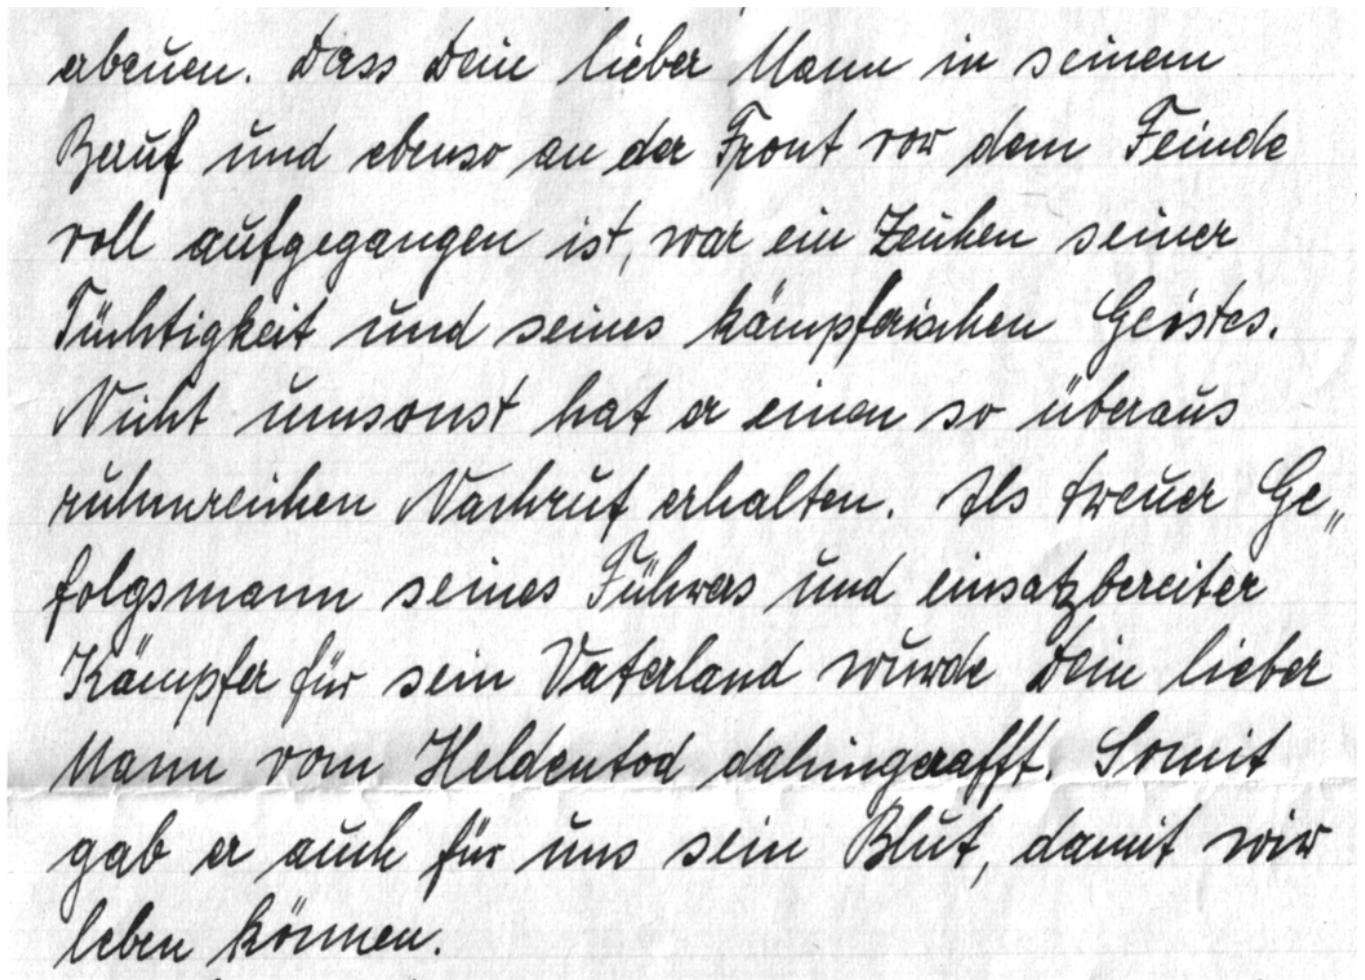 erbauen. Dass Dein lieber Mann in seinem
Beruf und ebenso an der Front vor dem Feinde
voll aufgegangen ist, war ein Zeichen seiner
Tüchtigkeit und seines kämpferischen Geistes.
Nicht umsonst hat er einen so überaus
ruhmreichen Nachruf erhalten. Als treuer Ge„
folgsmann seines Führers und einsatzbereiter
Kämpfer für sein Vaterland wurde Dein lieber
Mann vom Heldentod dahingerafft. Somit
gab er auch für uns sein Blut, damit wir
leben können.